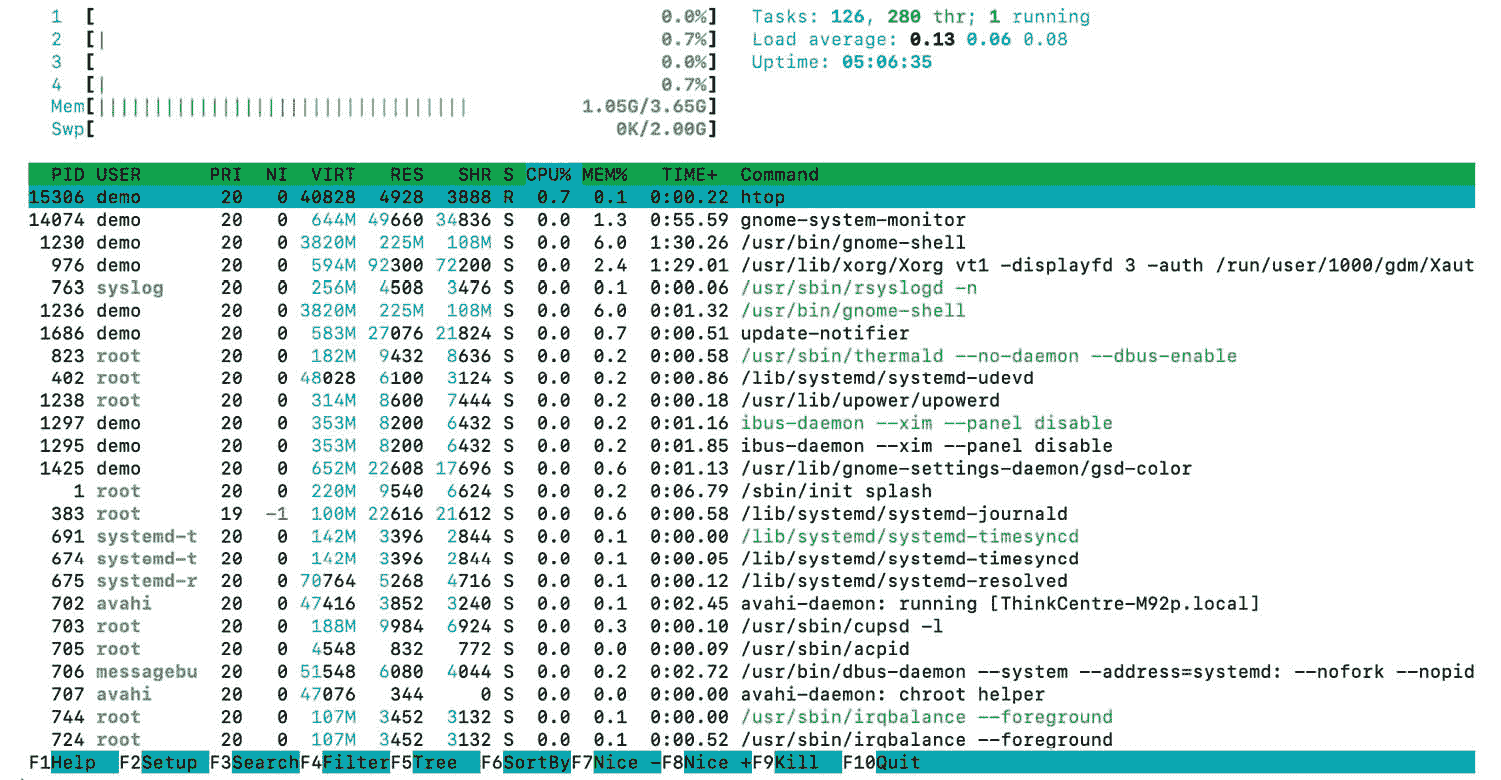 1 [ 0.0%] Tasks: 126, 280 thr; 1 running
2 [| 0.7%] Load average: 0.13 0.06 0.08
3 [ 0.0%] Uptime: 05:06:35
4 [| 0.7%]
Mem[||||||||||||||||||||||||||||||||| 1.05G/3.65G]
Swp[ 0K/2.00G]
PID USER PRI NI VIRT RES SHR S CPU% MEM% TIME+ Command
15306 demo 20 0 40828 4928 3888 R 0.7 0.1 0:00.22 htop
14074 demo 20 0 644M 49660 34836 S 0.0 1.3 0:55.59 gnome-system-monitor
1230 demo 20 0 3820M 225M 108M S 0.0 6.0 1:30.26 /usr/bin/gnome-shell
976 demo 20 0 594M 92300 72200 S 0.0 2.4 1:29.01 /usr/lib/xorg/Xorg vt1 -displayfd 3 -auth /run/user/1000/gdm/Xaut
763 syslog 20 0 256M 4508 3476 S 0.0 0.1 0:00.06 /usr/sbin/rsyslogd -n
1236 demo 20 0 3820M 225M 108M S 0.0 6.0 0:01.32 /usr/bin/gnome-shell
1686 demo 20 0 583M 27076 21824 S 0.0 0.7 0:00.51 update-notifier
823 root 20 0 182M 9432 8636 S 0.0 0.2 0:00.58 /usr/sbin/thermald --no-daemon --dbus-enable
402 root 20 0 48028 6100 3124 S 0.0 0.2 0:00.86 /lib/systemd/systemd-udevd
1238 root 20 0 314M 8600 7444 S 0.0 0.2 0:00.18 /usr/lib/upower/upowerd
1297 demo 20 0 353M 8200 6432 S 0.0 0.2 0:01.16 ibus-daemon --xim --panel disable
1295 demo 20 0 353M 8200 6432 S 0.0 0.2 0:01.85 ibus-daemon --xim --panel disable
1425 demo 20 0 652M 22608 17696 S 0.0 0.6 0:01.13 /usr/lib/gnome-settings-daemon/gsd-color
1 root 20 0 220M 9540 6624 S 0.0 0.2 0:06.79 /sbin/init splash
383 root 19 -1 100M 22616 21612 S 0.0 0.6 0:00.58 /lib/systemd/systemd-journald
691 systemd-t 20 0 142M 3396 2844 S 0.0 0.1 0:00.00 /lib/systemd/systemd-timesyncd
674 systemd-t 20 0 142M 3396 2844 S 0.0 0.1 0:00.05 /lib/systemd/systemd-timesyncd
675 systemd-r 20 0 70764 5268 4716 S 0.0 0.1 0:00.12 /lib/systemd/systemd-resolved
702 avahi 20 0 47416 3852 3240 S 0.0 0.1 0:02.45 avahi-daemon: running [ThinkCentre-M92p.local]
703 root 20 0 188M 9984 6924 S 0.0 0.3 0:00.10 /usr/sbin/cupsd -l
705 root 20 0 4548 832 772 S 0.0 0.0 0:00.09 /usr/sbin/acpid
706 messagebu 20 0 51548 6080 4044 S 0.0 0.2 0:02.72 /usr/bin/dbus-daemon --system --address=systemd: --nofork --nopid
707 avahi 20 0 47076 344 0 S 0.0 0.0 0:00.00 avahi-daemon: chroot helper
744 root 20 0 107M 3452 3132 S 0.0 0.1 0:00.00 /usr/sbin/irqbalance --foreground
724 root 20 0 107M 3452 3132 S 0.0 0.1 0:00.52 /usr/sbin/irqbalance --foreground
F1Help F2Setup F3SearchF4FilterF5Tree F6SortByF7Nice -F8Nice +F9Kill F10Quit